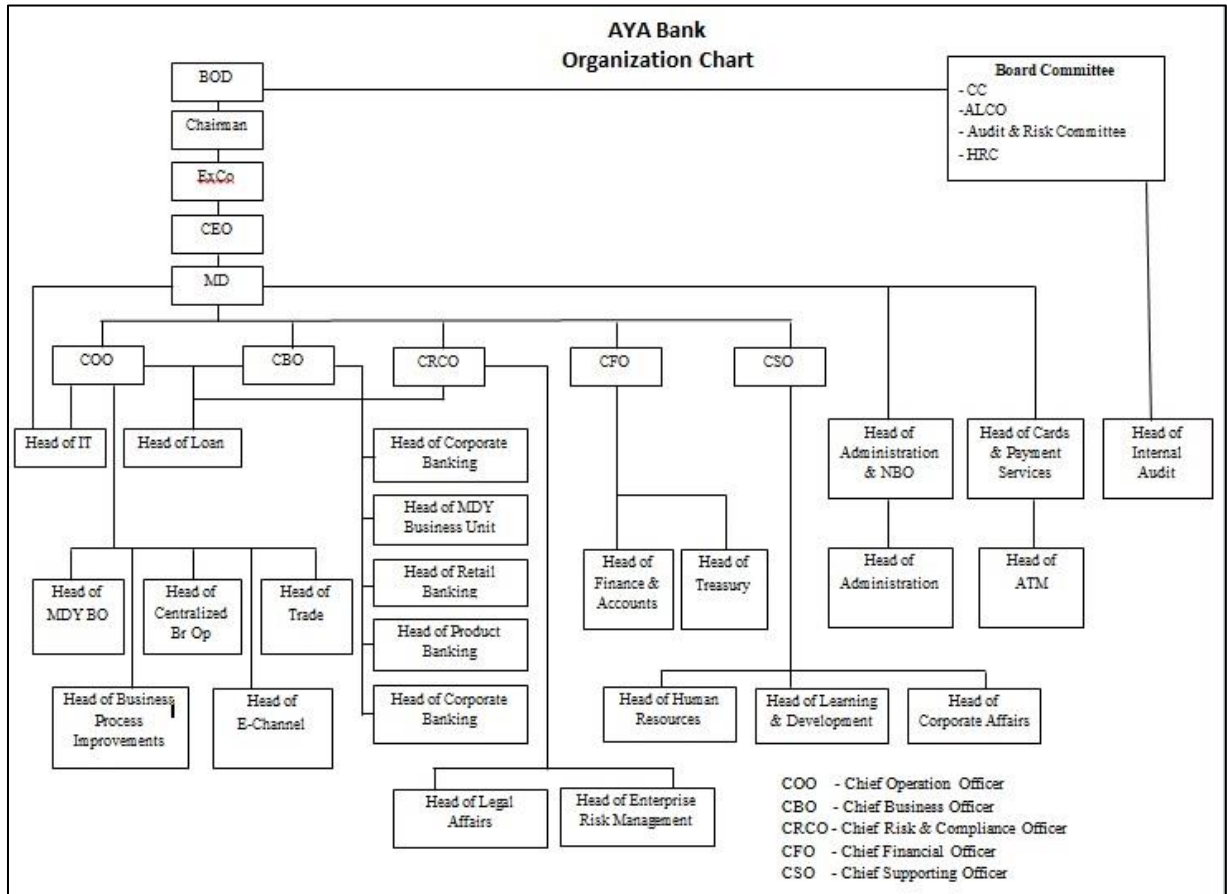 AYA Bank
Organization Chart
BOD
Board Committee
- CC
-ALCO
- Audit & Risk Committee
-HRC
Chairman
ExCo
CEO
MD
COO
CBO
CRCO
CFO
CSO
Head of IT
Head of Loan
Head of Corporate
Banking
Head of
Administration
& NBO
Head of Cards
& Payment
Services
Head of
Internal
Audit
Head of MDY
Business Unit
Head of
MDY BO
Head of
Centralized
Br Op
Head of
Trade
Head of Retail
Banking
Head of
Finance &
Accounts
Head of
Treasury
Head of
Administration
Head of
ATM
Head of Product
Banking
Head of Business
Process
Improvements
Head of
E-Channel
Head of Corporate
Banking
Head of Human
Resources
Head of Learning
& Development
Head of
Corporate Affairs
Head of Legal
Affairs
Head of Enterprise
Risk Management
COO - Chief Operation Officer
CBO - Chief Business Officer
CRCO - Chief Risk & Compliance Officer
CFO - Chief Financial Officer
CSO - Chief Supporting Officer